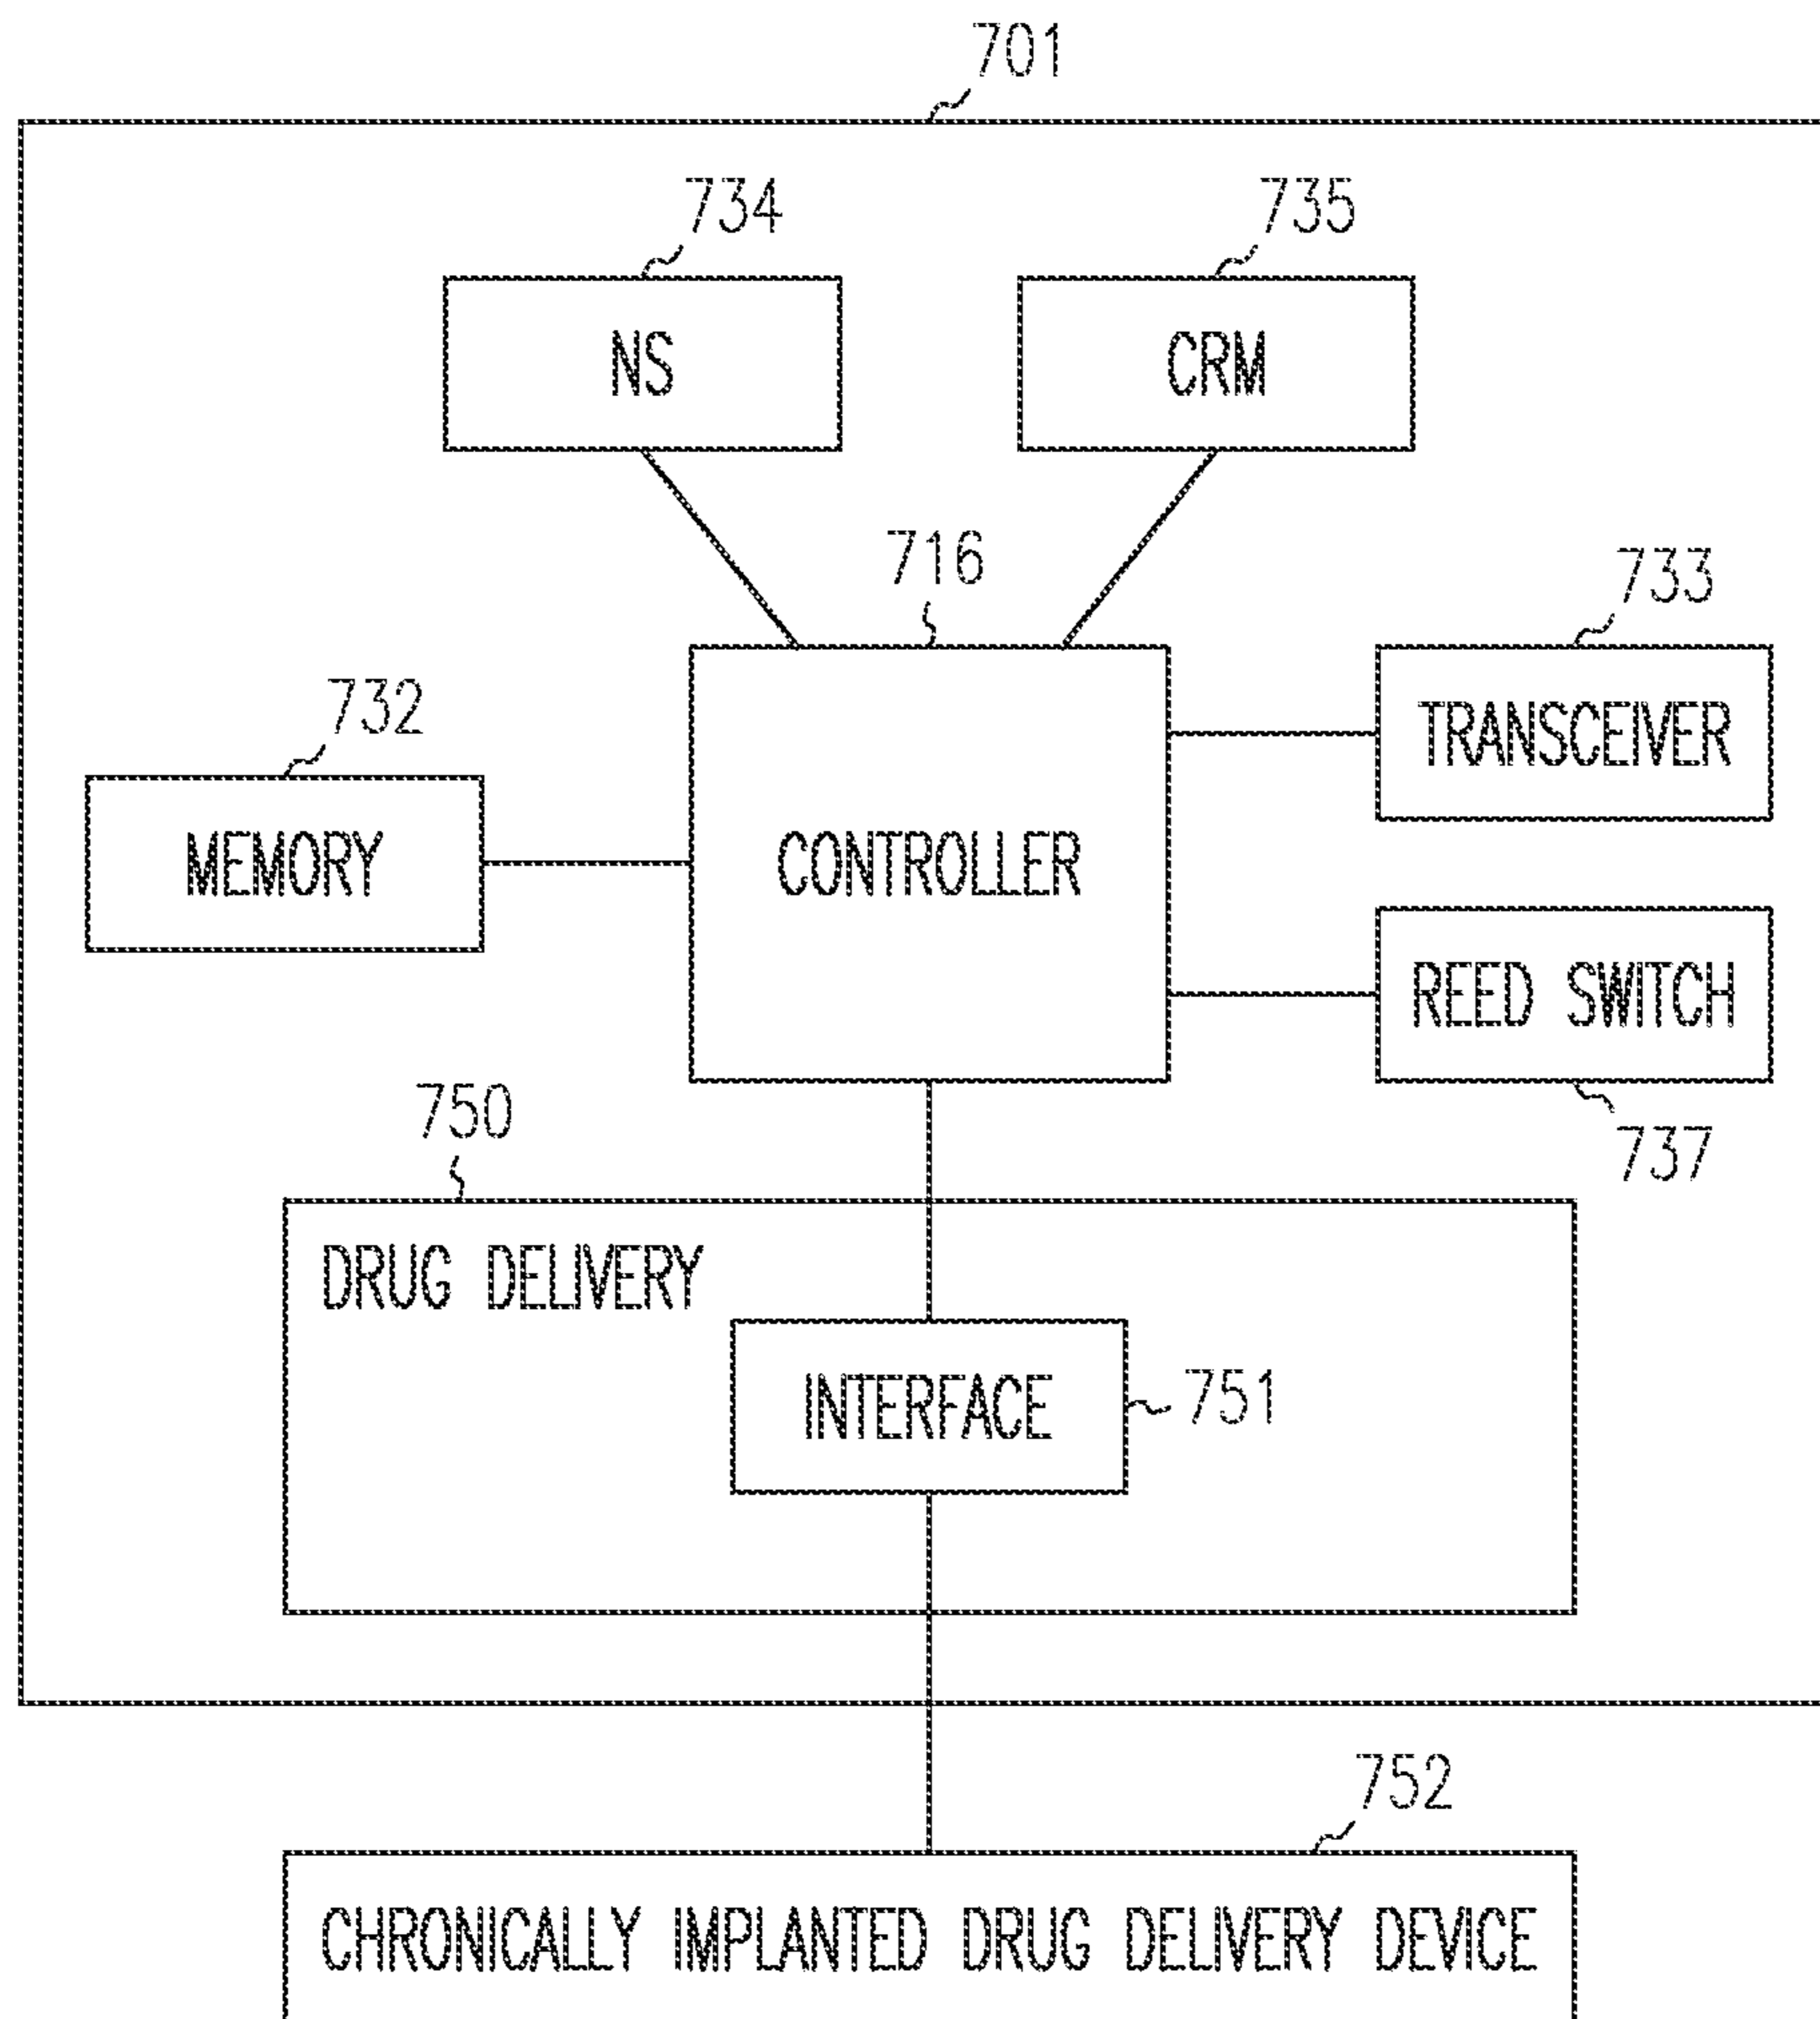 701
734
735
NS
CRM
716
733
732
TRANSCEIVER
MEMORY
CONTROLLER
REED SWITCH
750
737
DRUG DELIVERY
INTERFACE
751
752
CHRONICALLY IMPLANTED DRUG DELIVERY DEVICE